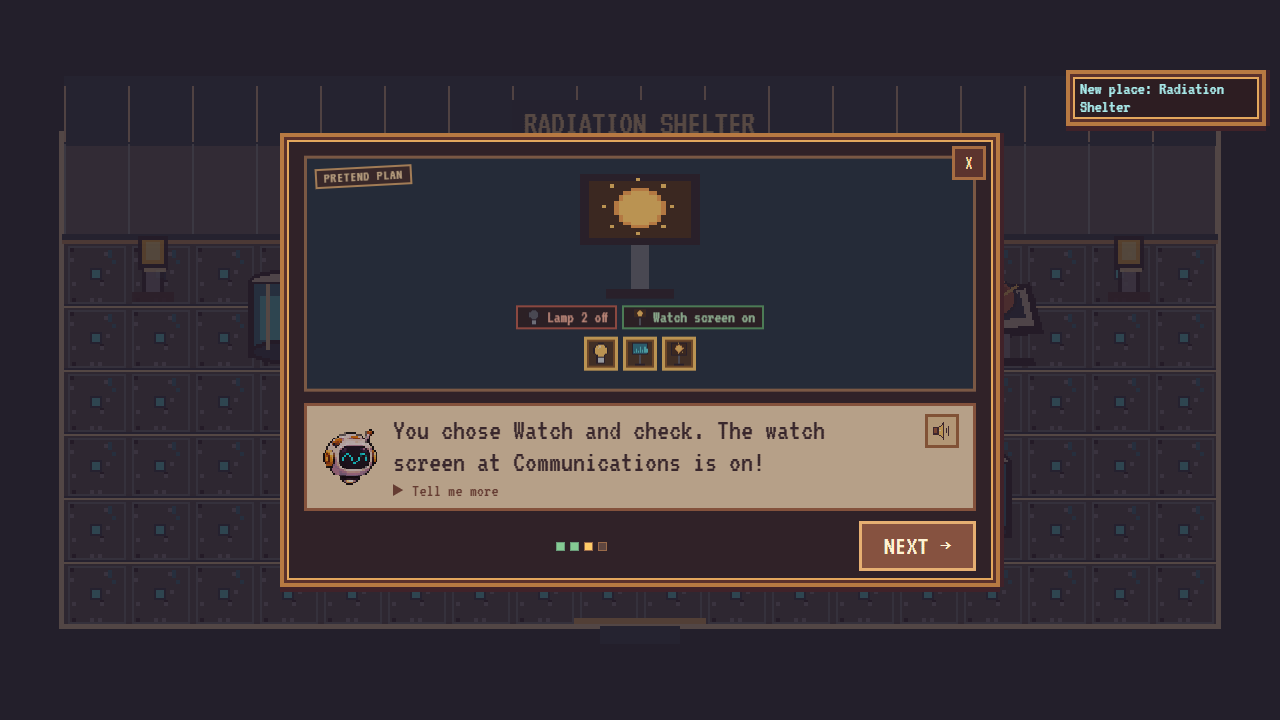 New place: Radiation
Shelter
RADIATION SHELTER
X
PRETEND PLAN
Lamp 2 off
Watch screen on
You chose Watch and check. The watch
screen at Communications is on!
Tell me more
NEXT →